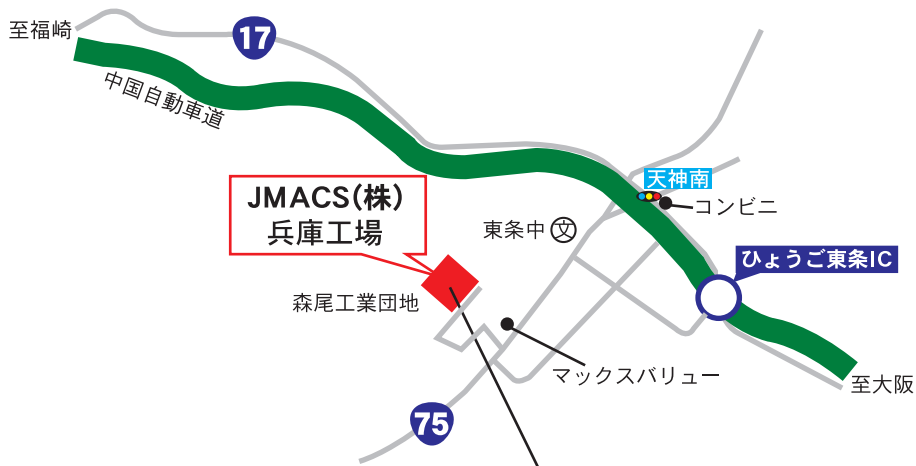 至福崎
17
中国自動車道
天神南
コンビニ
JMACS(株)
兵庫工場
東条中
文
ひょうご東条IC
森尾工業団地
マックスバリュー
至大阪
75